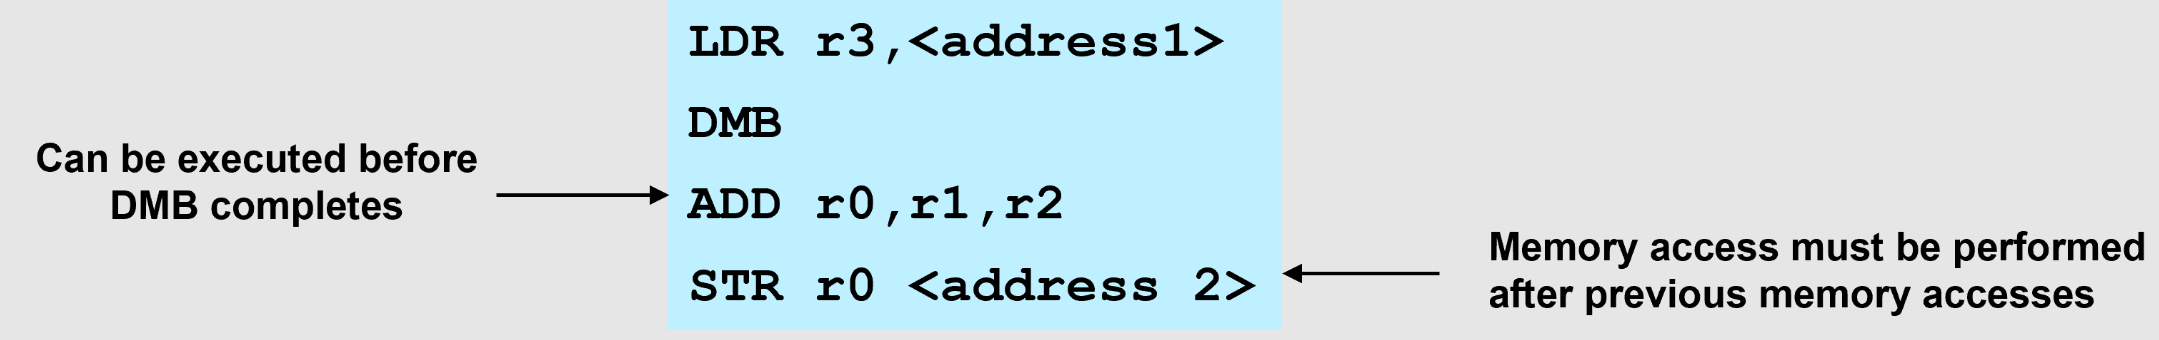 LDR r3,<address1>
DMB
Can be executed before
DMB completes
ADD r0,r1,r2
STR r0 <address 2>
Memory access must be performed
after previous memory accesses